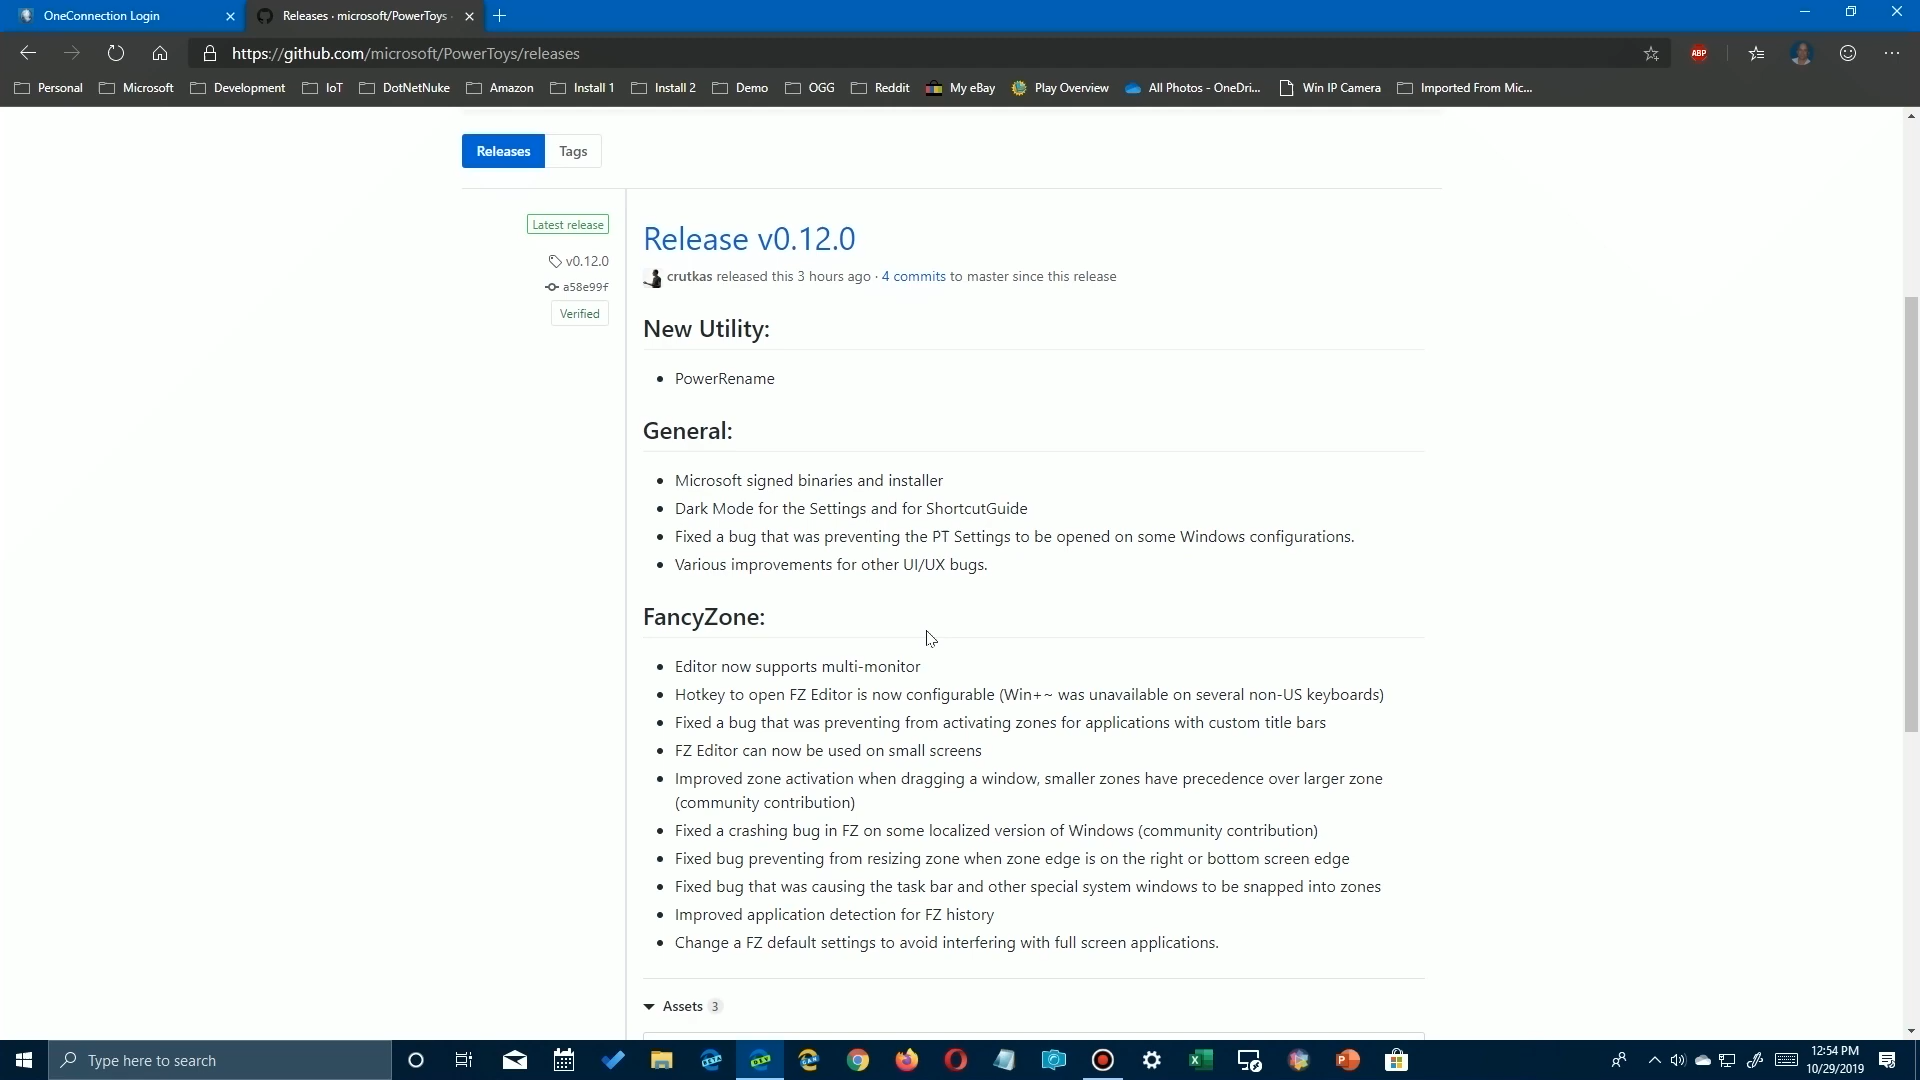 OneConnection Login
Releases · microsoft/PowerToys
https://github.com/microsoft/PowerToys/releases
ABP
Personal Microsoft Development IoT DotNetNuke Amazon Install 1 Install 2 Demo OGG Reddit My eBay Play Overview All Photos - OneDri... Win IP Camera Imported From Mic...
Releases Tags
Latest release
v0.12.0
a58e99f
Verified
Release v0.12.0
crutkas released this 3 hours ago · 4 commits to master since this release
New Utility:
• PowerRename
General:
• Microsoft signed binaries and installer
• Dark Mode for the Settings and for ShortcutGuide
• Fixed a bug that was preventing the PT Settings to be opened on some Windows configurations.
• Various improvements for other UI/UX bugs.
FancyZone:
• Editor now supports multi-monitor
• Hotkey to open FZ Editor is now configurable (Win+~ was unavailable on several non-US keyboards)
• Fixed a bug that was preventing from activating zones for applications with custom title bars
• FZ Editor can now be used on small screens
• Improved zone activation when dragging a window, smaller zones have precedence over larger zone
(community contribution)
• Fixed a crashing bug in FZ on some localized version of Windows (community contribution)
• Fixed bug preventing from resizing zone when zone edge is on the right or bottom screen edge
• Fixed bug that was causing the task bar and other special system windows to be snapped into zones
• Improved application detection for FZ history
• Change a FZ default settings to avoid interfering with full screen applications.
Assets 3
Type here to search
BETA DEV CAN
12:54 PM
10/29/2019